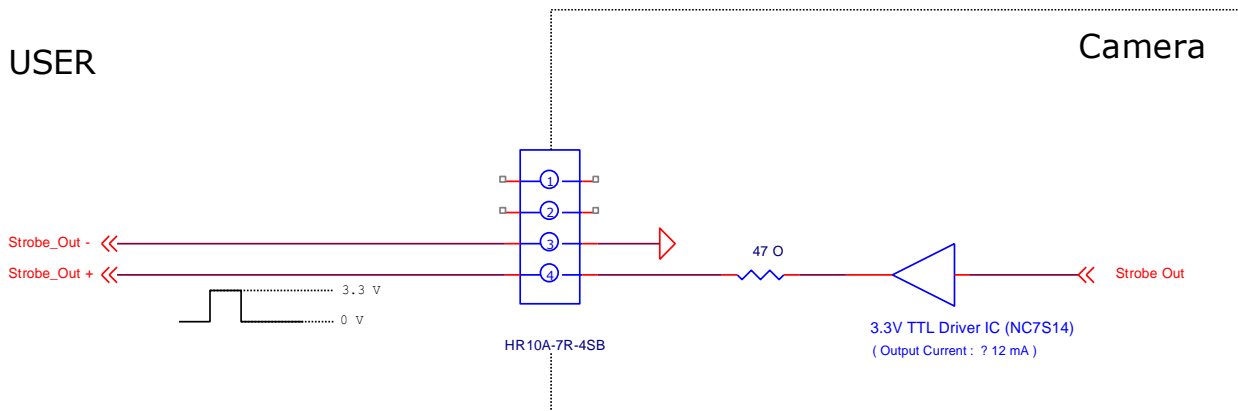 USER
Camera
1
2
Strobe_Out -
3
47 O
Strobe_Out +
4
Strobe Out
3.3 V
0 V
3.3V TTL Driver IC (NC7S14)
HR10A-7R-4SB
( Output Current : ? 12 mA )